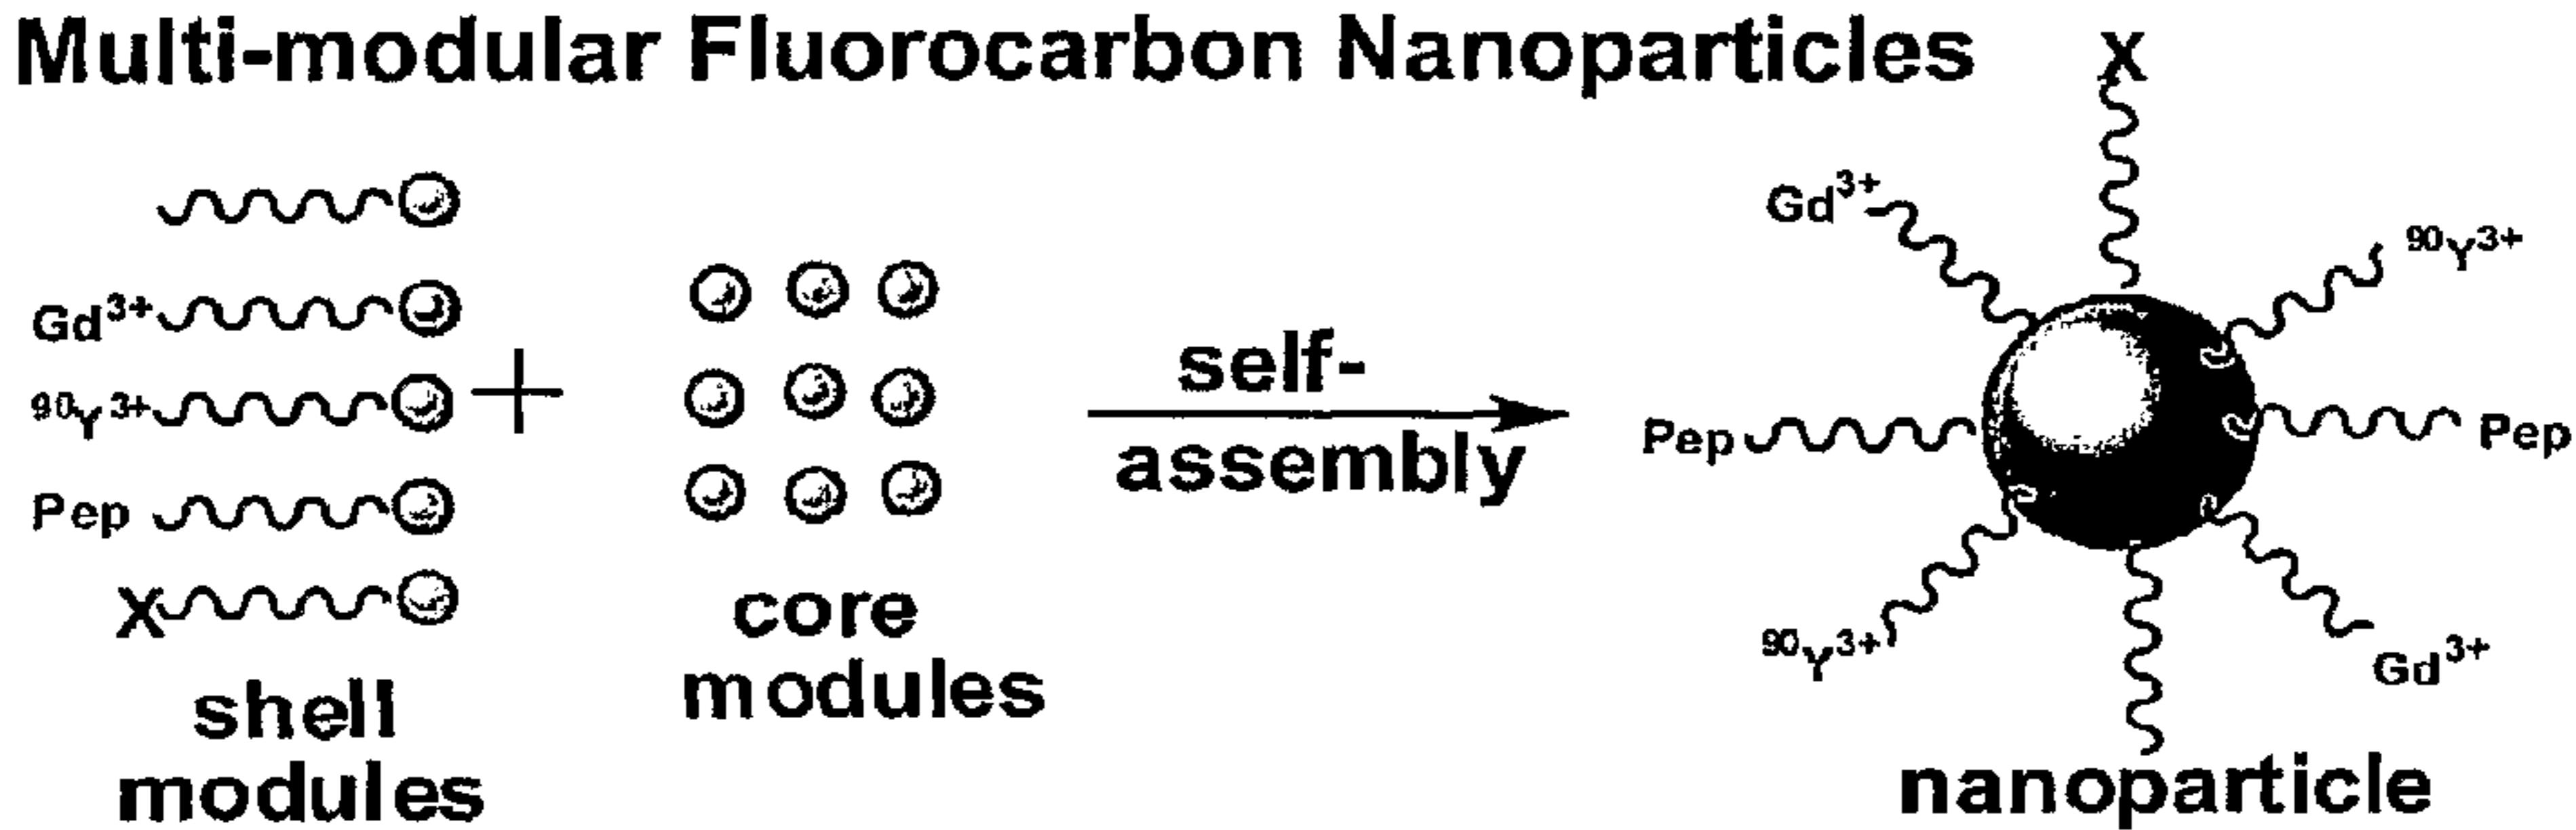 Multi-modular Fluorocarbon Nanoparticles
Gd³⁺
⁹⁰Y³⁺
Pep
X
shell
modules
+
core
modules
self-
assembly
X
Gd³⁺
⁹⁰Y³⁺
Pep
Pep
⁹⁰Y³⁺
Gd³⁺
nanoparticle